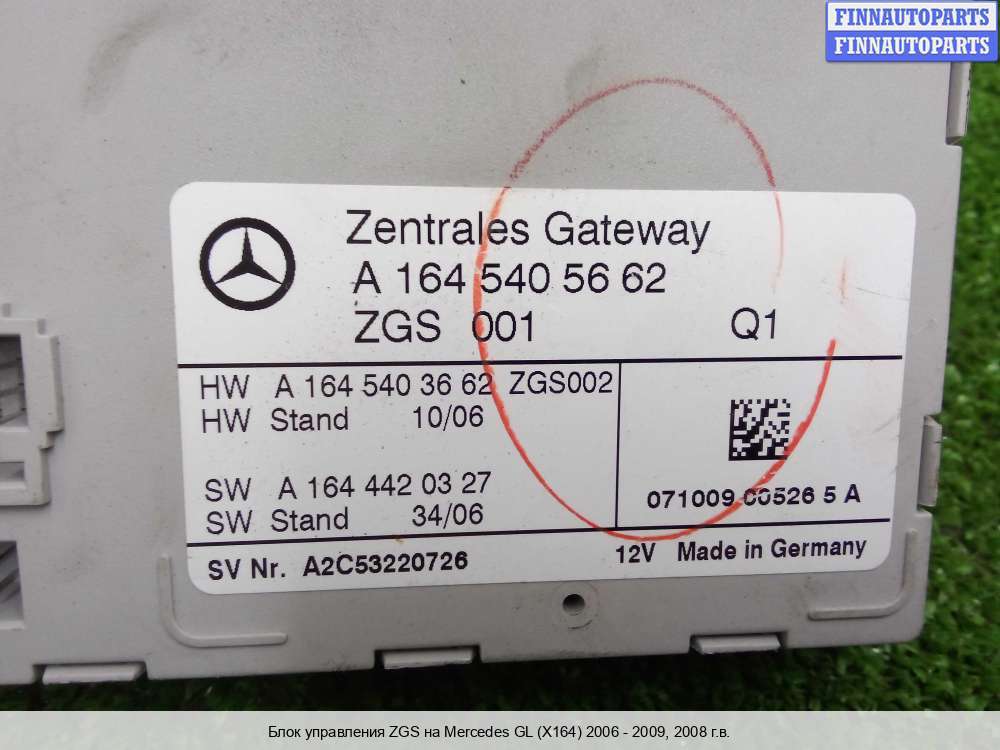 FINNAUTOPARTS
FINNAUTOPARTS
Zentrales Gateway
A 164 540 56 62
ZGS 001 Q1
HW A 164 540 36 62 ZGS002
HW Stand 10/06
SW A 164 442 03 27
SW Stand 34/06
071009 005265 A
SV Nr. A2C53220726
12V Made in Germany
Блок управления ZGS на Mercedes GL (X164) 2006 - 2009, 2008 г.в.